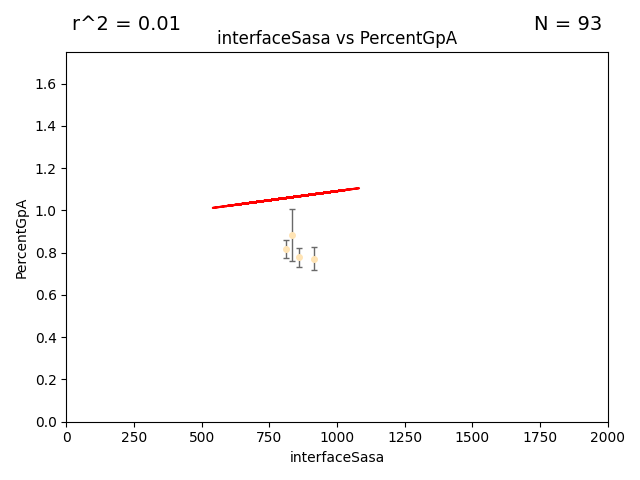 r^2 = 0.01
N = 93
interfaceSasa vs PercentGpA
PercentGpA
1.6
1.4
1.2
1.0
0.8
0.6
0.4
0.2
0.0
0 250 500 750 1000 1250 1500 1750 2000
interfaceSasa